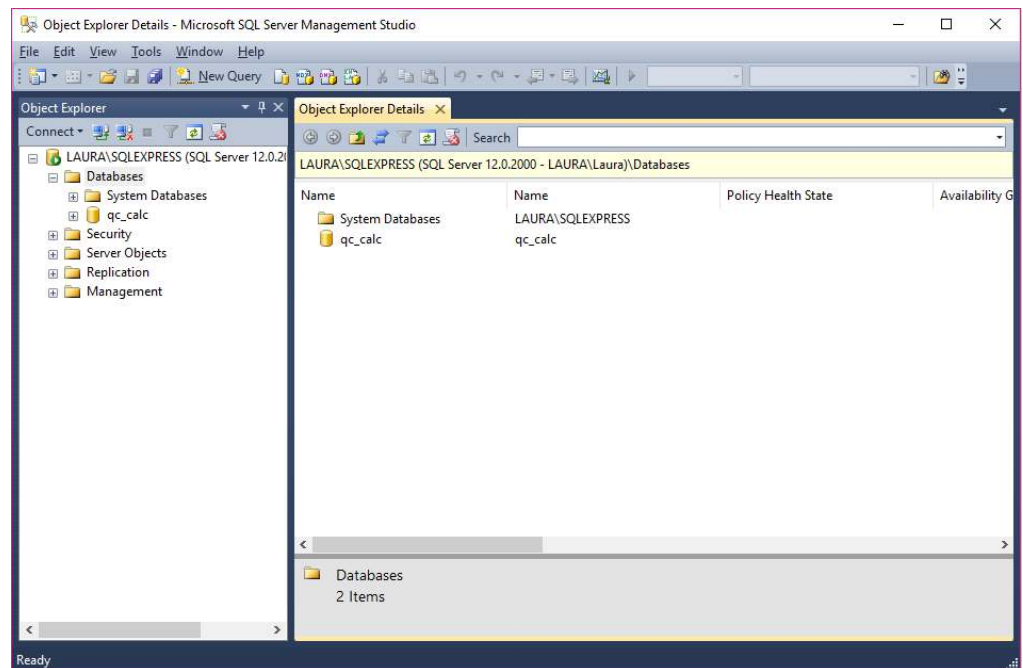 Object Explorer Details - Microsoft SQL Server Management Studio
File Edit View Tools Window Help
New Query
Object Explorer
Connect
LAURA\SQLEXPRESS (SQL Server 12.0.20
Databases
System Databases
qc_calc
Security
Server Objects
Replication
Management
Object Explorer Details
Search
LAURA\SQLEXPRESS (SQL Server 12.0.2000 - LAURA\Laura)\Databases
Name Name Policy Health State Availability G
System Databases LAURA\SQLEXPRESS
qc_calc qc_calc
Databases
2 Items
Ready